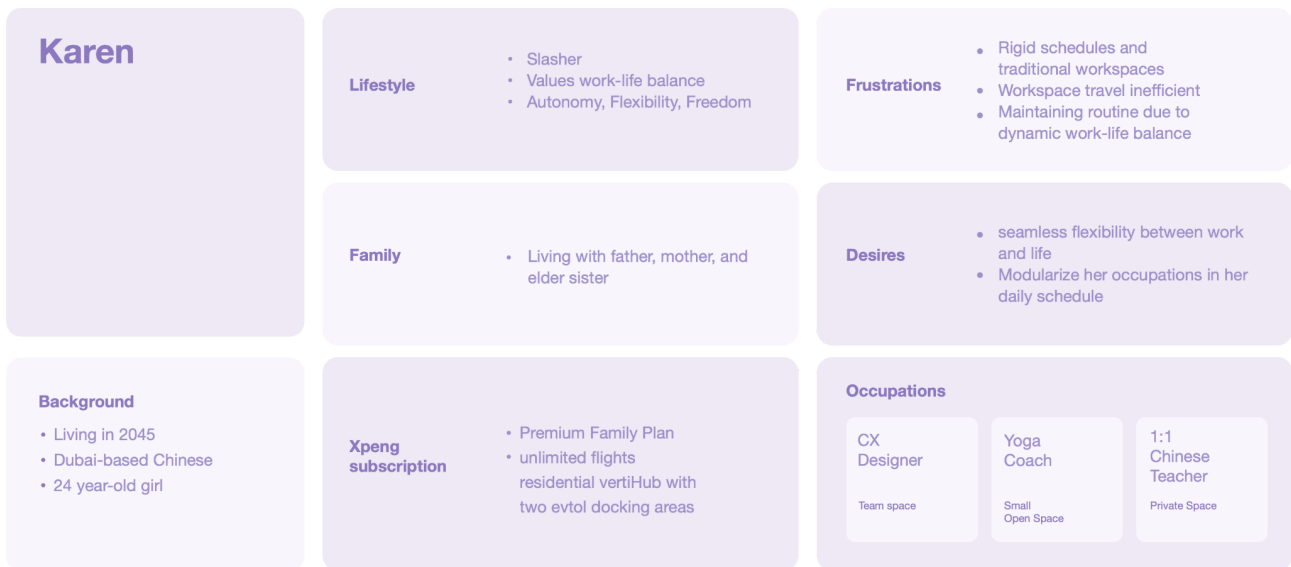 Karen
Background
• Living in 2045
• Dubai-based Chinese
• 24 year-old girl
Lifestyle
• Slasher
• Values work-life balance
• Autonomy, Flexibility, Freedom
Family
• Living with father, mother, and
elder sister
Xpeng
subscription
• Premium Family Plan
• unlimited flights
residential vertiHub with
two evtol docking areas
Frustrations
• Rigid schedules and
traditional workspaces
• Workspace travel inefficient
• Maintaining routine due to
dynamic work-life balance
Desires
• seamless flexibility between work
and life
• Modularize her occupations in her
daily schedule
Occupations
CX
Designer
Team space
Yoga
Coach
Small
Open Space
1:1
Chinese
Teacher
Private Space